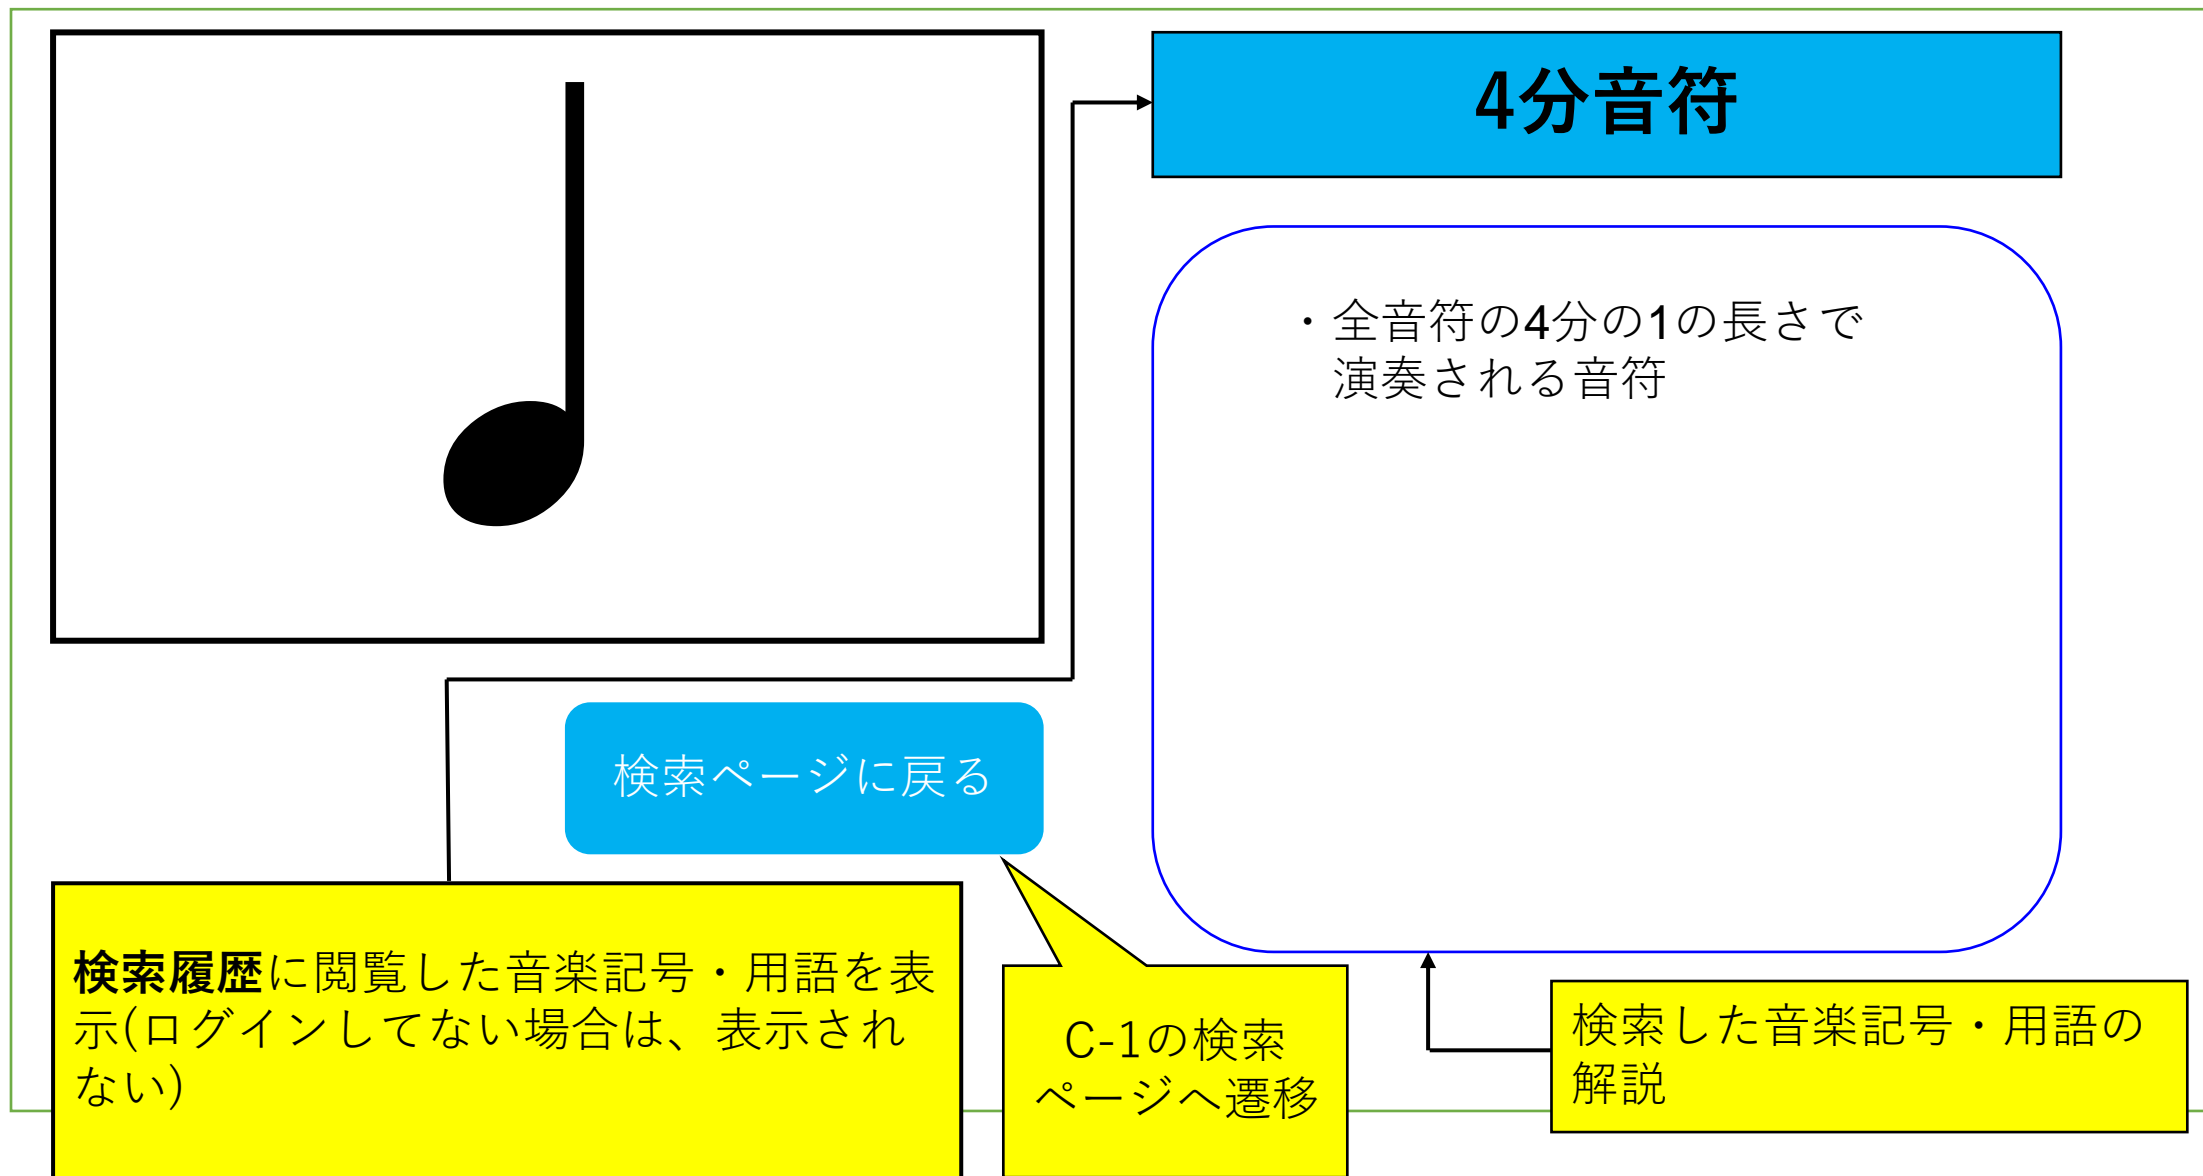 4分音符
・全音符の4分の1の長さで
演奏される音符
検索ページに戻る
検索履歴に閲覧した音楽記号・用語を表
示(ログインしてない場合は、表示され
ない)
C-1の検索
ページへ遷移
検索した音楽記号・用語の
解説